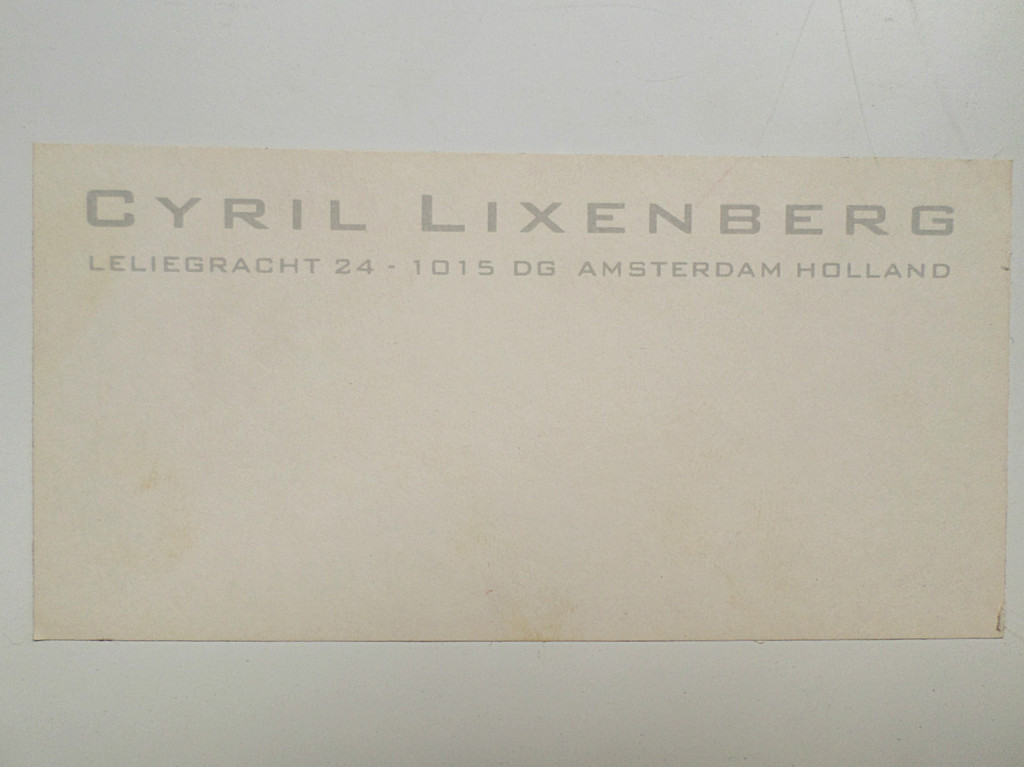 CYRIL LIXENBERG
LELIEGRACHT 24 - 1015 DG AMSTERDAM HOLLAND